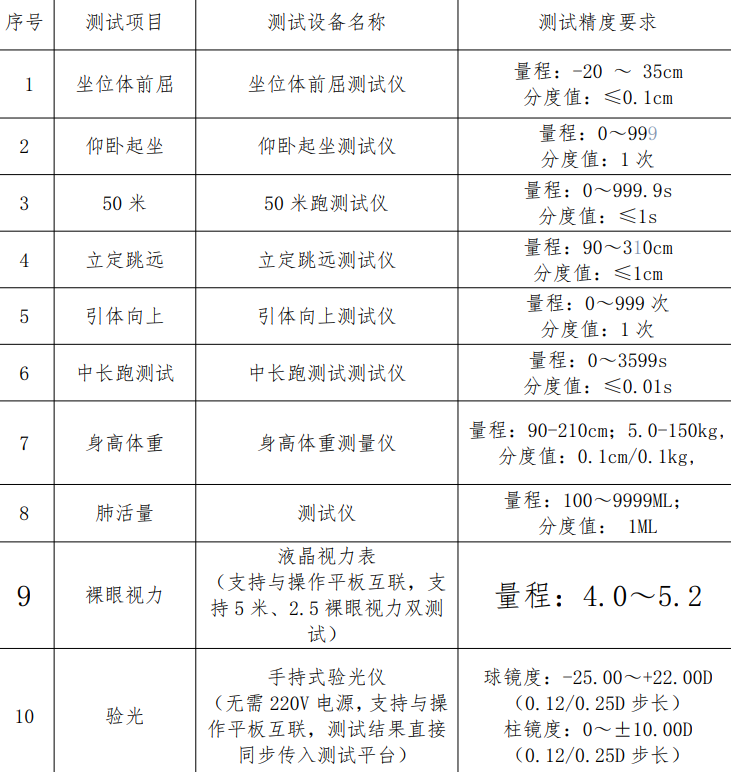 序号 测试项目 测试设备名称 测试精度要求
1 坐位体前屈 坐位体前屈测试仪 量程：-20 ～ 35cm
分度值：≤0.1cm
2 仰卧起坐 仰卧起坐测试仪 量程：0～999
分度值：1 次
3 50 米 50 米跑测试仪 量程：0～999.9s
分度值：≤1s
4 立定跳远 立定跳远测试仪 量程：90～310cm
分度值：≤1cm
5 引体向上 引体向上测试仪 量程：0～999 次
分度值：1 次
6 中长跑测试 中长跑测试测试仪 量程：0～3599s
分度值：≤0.01s
7 身高体重 身高体重测量仪 量程：90-210cm；5.0-150kg，
分度值：0.1cm/0.1kg，
8 肺活量 测试仪 量程：100～9999ML；
分度值： 1ML
9 裸眼视力 液晶视力表
（支持与操作平板互联，支
持 5 米、2.5 裸眼视力双测
试）
量程：4.0～5.2
10 验光 手持式验光仪
（无需 220V 电源，支持与操
作平板互联，测试结果直接
同步传入测试平台）
球镜度：-25.00～+22.00D
（0.12/0.25D 步长）
柱镜度：0～±10.00D
（0.12/0.25D 步长）